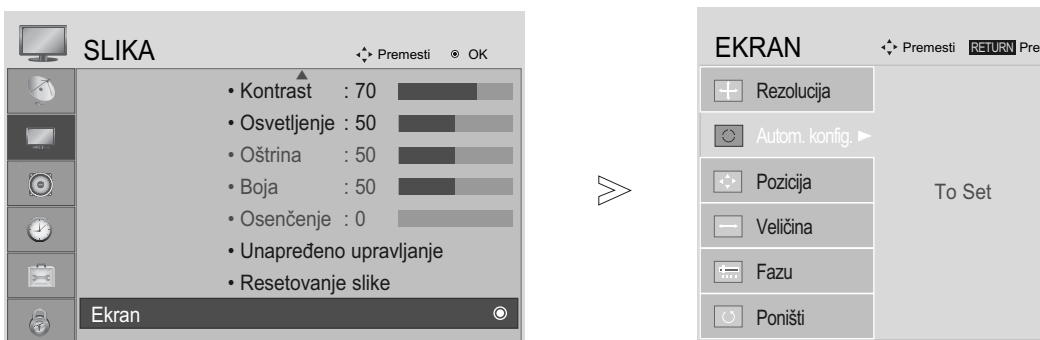 SLIKA Premesti OK
• Kontrast : 70
• Osvetljenje : 50
• Oštrina : 50
• Boja : 50
• Osenčenje : 0
• Unapređeno upravljanje
• Resetovanje slike
Ekran
EKRAN Premesti RETURN Pre
Rezolucija
Autom. konfig. ►
Pozicija
Veličina
Fazu
Poništi
To Set